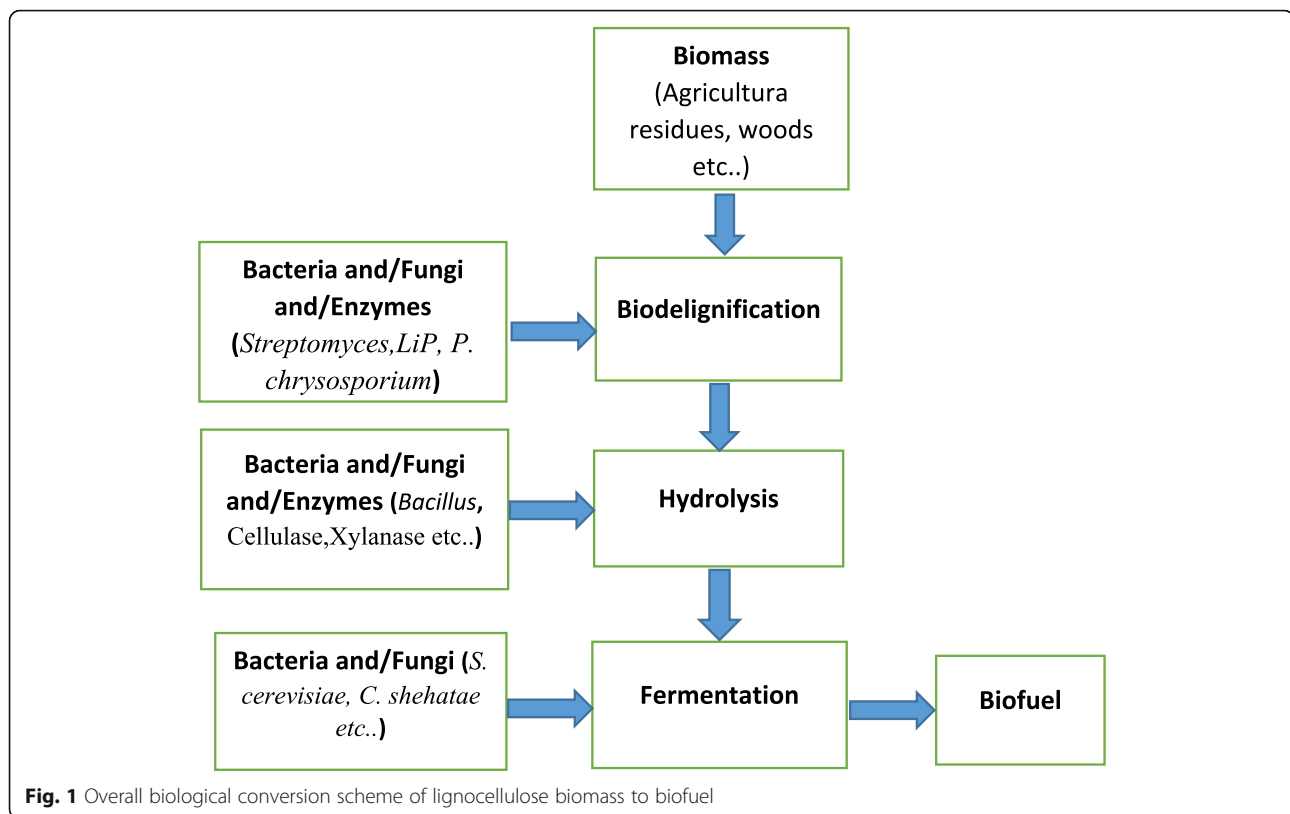 Biomass
(Agricultura
residues, woods
etc..)
Bacteria and/Fungi
and/Enzymes
(Streptomyces,LiP, P.
chrysosporium)
Biodelignification
Bacteria and/Fungi
and/Enzymes (Bacillus,
Cellulase,Xylanase etc..)
Hydrolysis
Bacteria and/Fungi (S.
cerevisiae, C. shehatae
etc..)
Fermentation
Biofuel
Fig. 1 Overall biological conversion scheme of lignocellulose biomass to biofuel